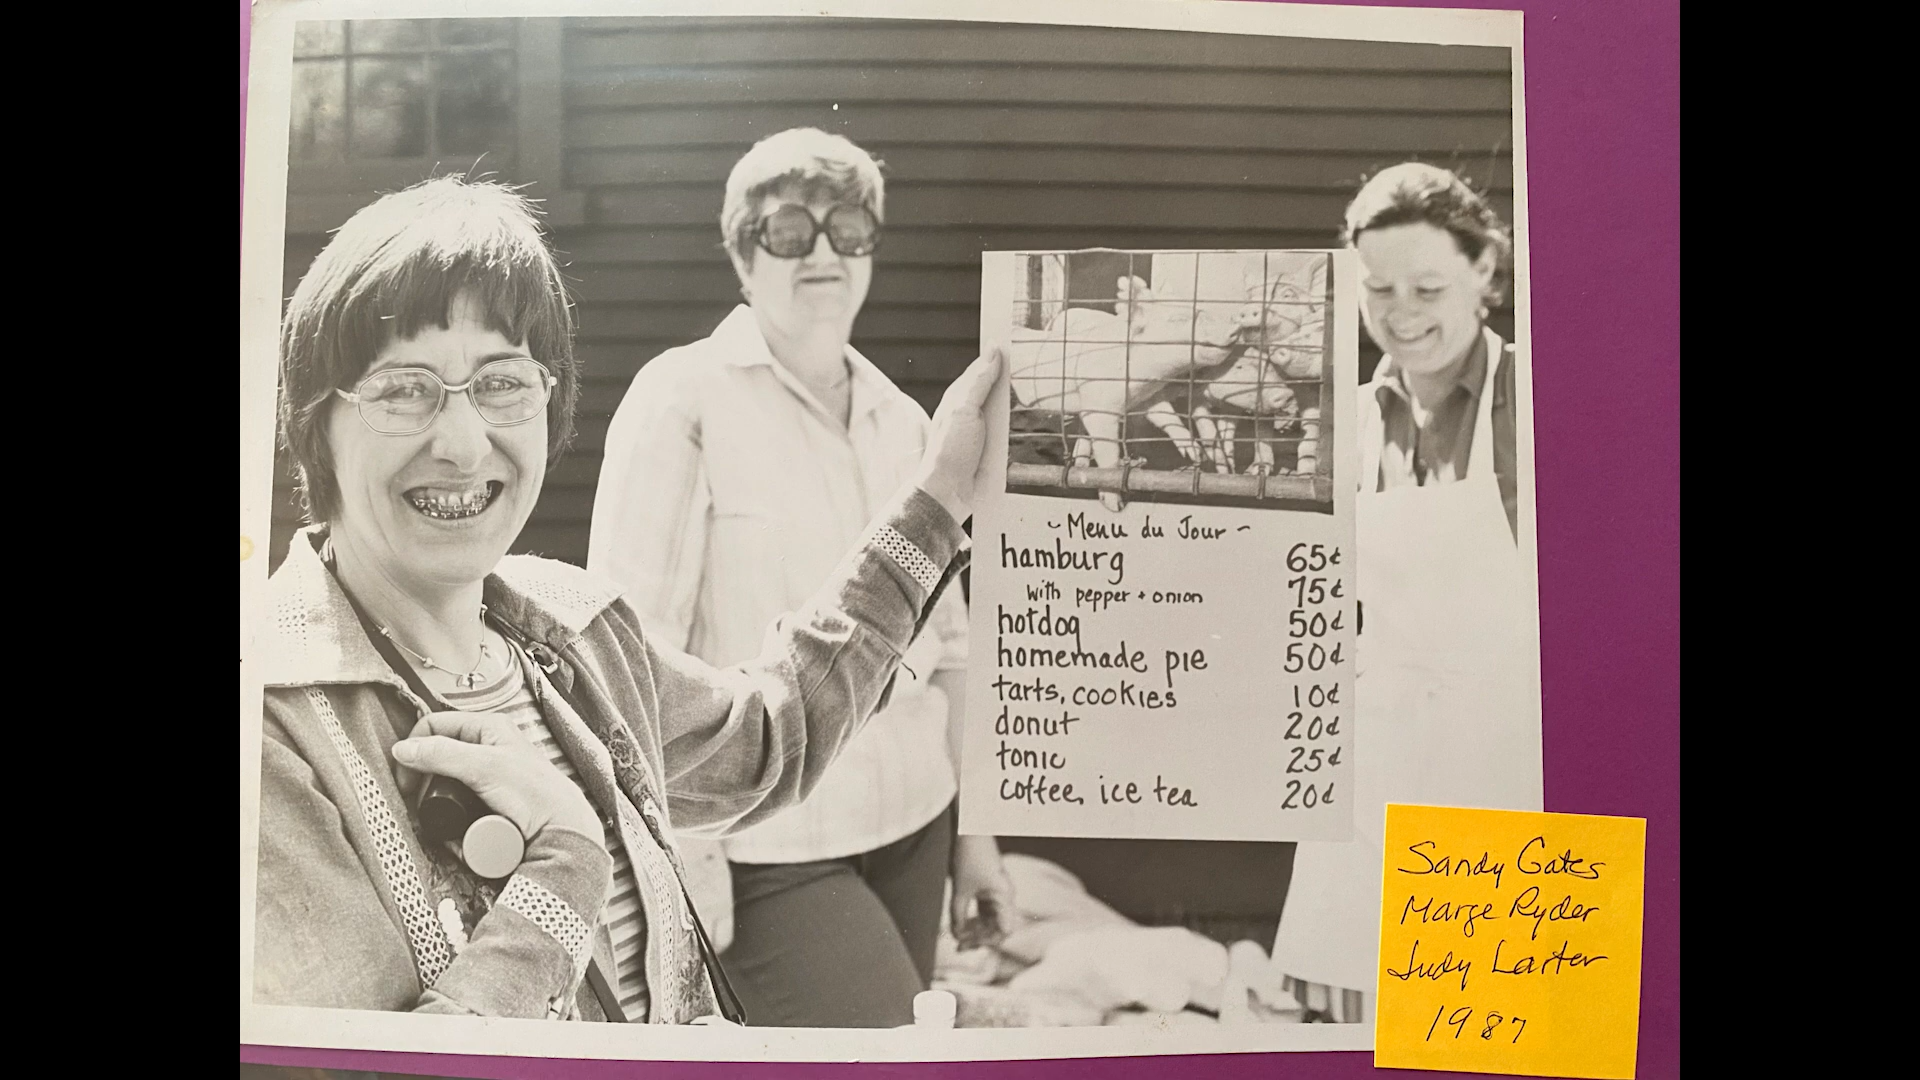 ~ Menu du Jour ~
hamburg 65¢
with pepper + onion 75¢
hotdog 50¢
homemade pie 50¢
tarts, cookies 10¢
donut 20¢
tonic 25¢
coffee, ice tea 20¢
Sandy Gates
Marge Ryder
Judy Larter
1987